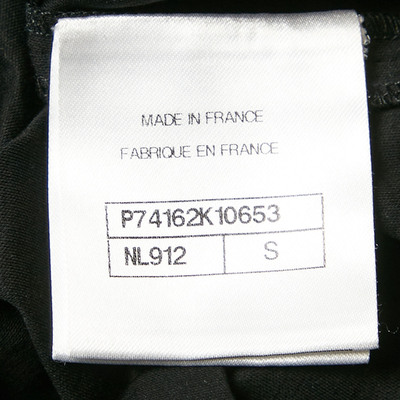 MADE IN FRANCE
FABRIQUE EN FRANCE
P74162K10653
NL912 S